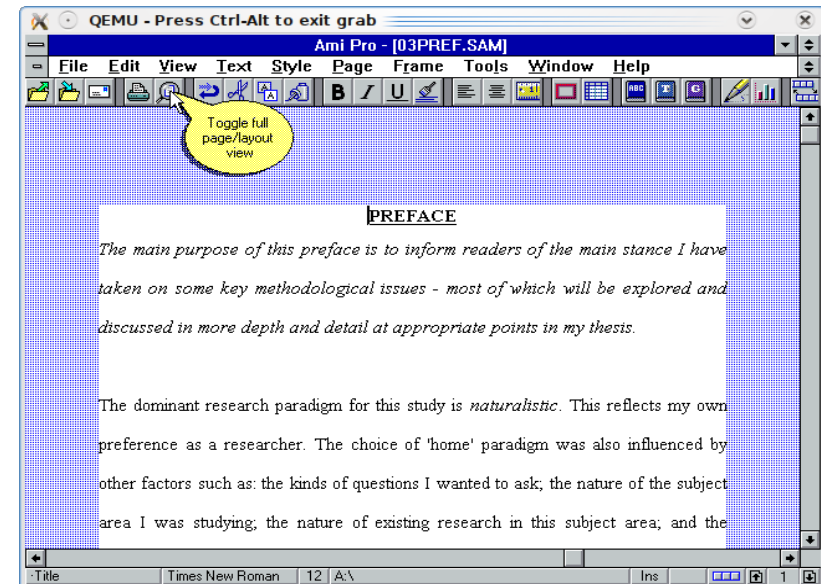 QEMU - Press Ctrl-Alt to exit grab
Ami Pro - [03PREF.SAM]
File Edit View Text Style Page Frame Tools Window Help
B I U ABC T G
Toggle full
page/layout
view
PREFACE
The main purpose of this preface is to inform readers of the main stance I have
taken on some key methodological issues - most of which will be explored and
discussed in more depth and detail at appropriate points in my thesis.
The dominant research paradigm for this study is naturalistic. This reflects my own
preference as a researcher. The choice of 'home' paradigm was also influenced by
other factors such as: the kinds of questions I wanted to ask; the nature of the subject
area I was studying; the nature of existing research in this subject area; and the
·Title Times New Roman 12 A:\ Ins 1